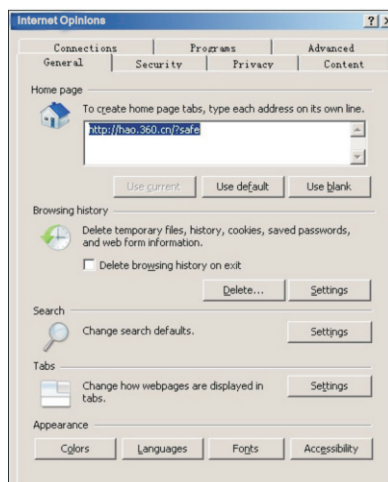 Internet Opinions
Connections Programs Advanced
General Security Privacy Content
Home page
To create home page tabs, type each address on its own line.
http://hao.360.cn/?safe
Use current Use default Use blank
Browsing history
Delete temporary files, history, cookies, saved passwords,
and web form information.
Delete browsing history on exit
Delete... Settings
Search
Change search defaults. Settings
Tabs
Change how webpages are displayed in Settings
tabs.
Appearance
Colors Languages Fonts Accessibility